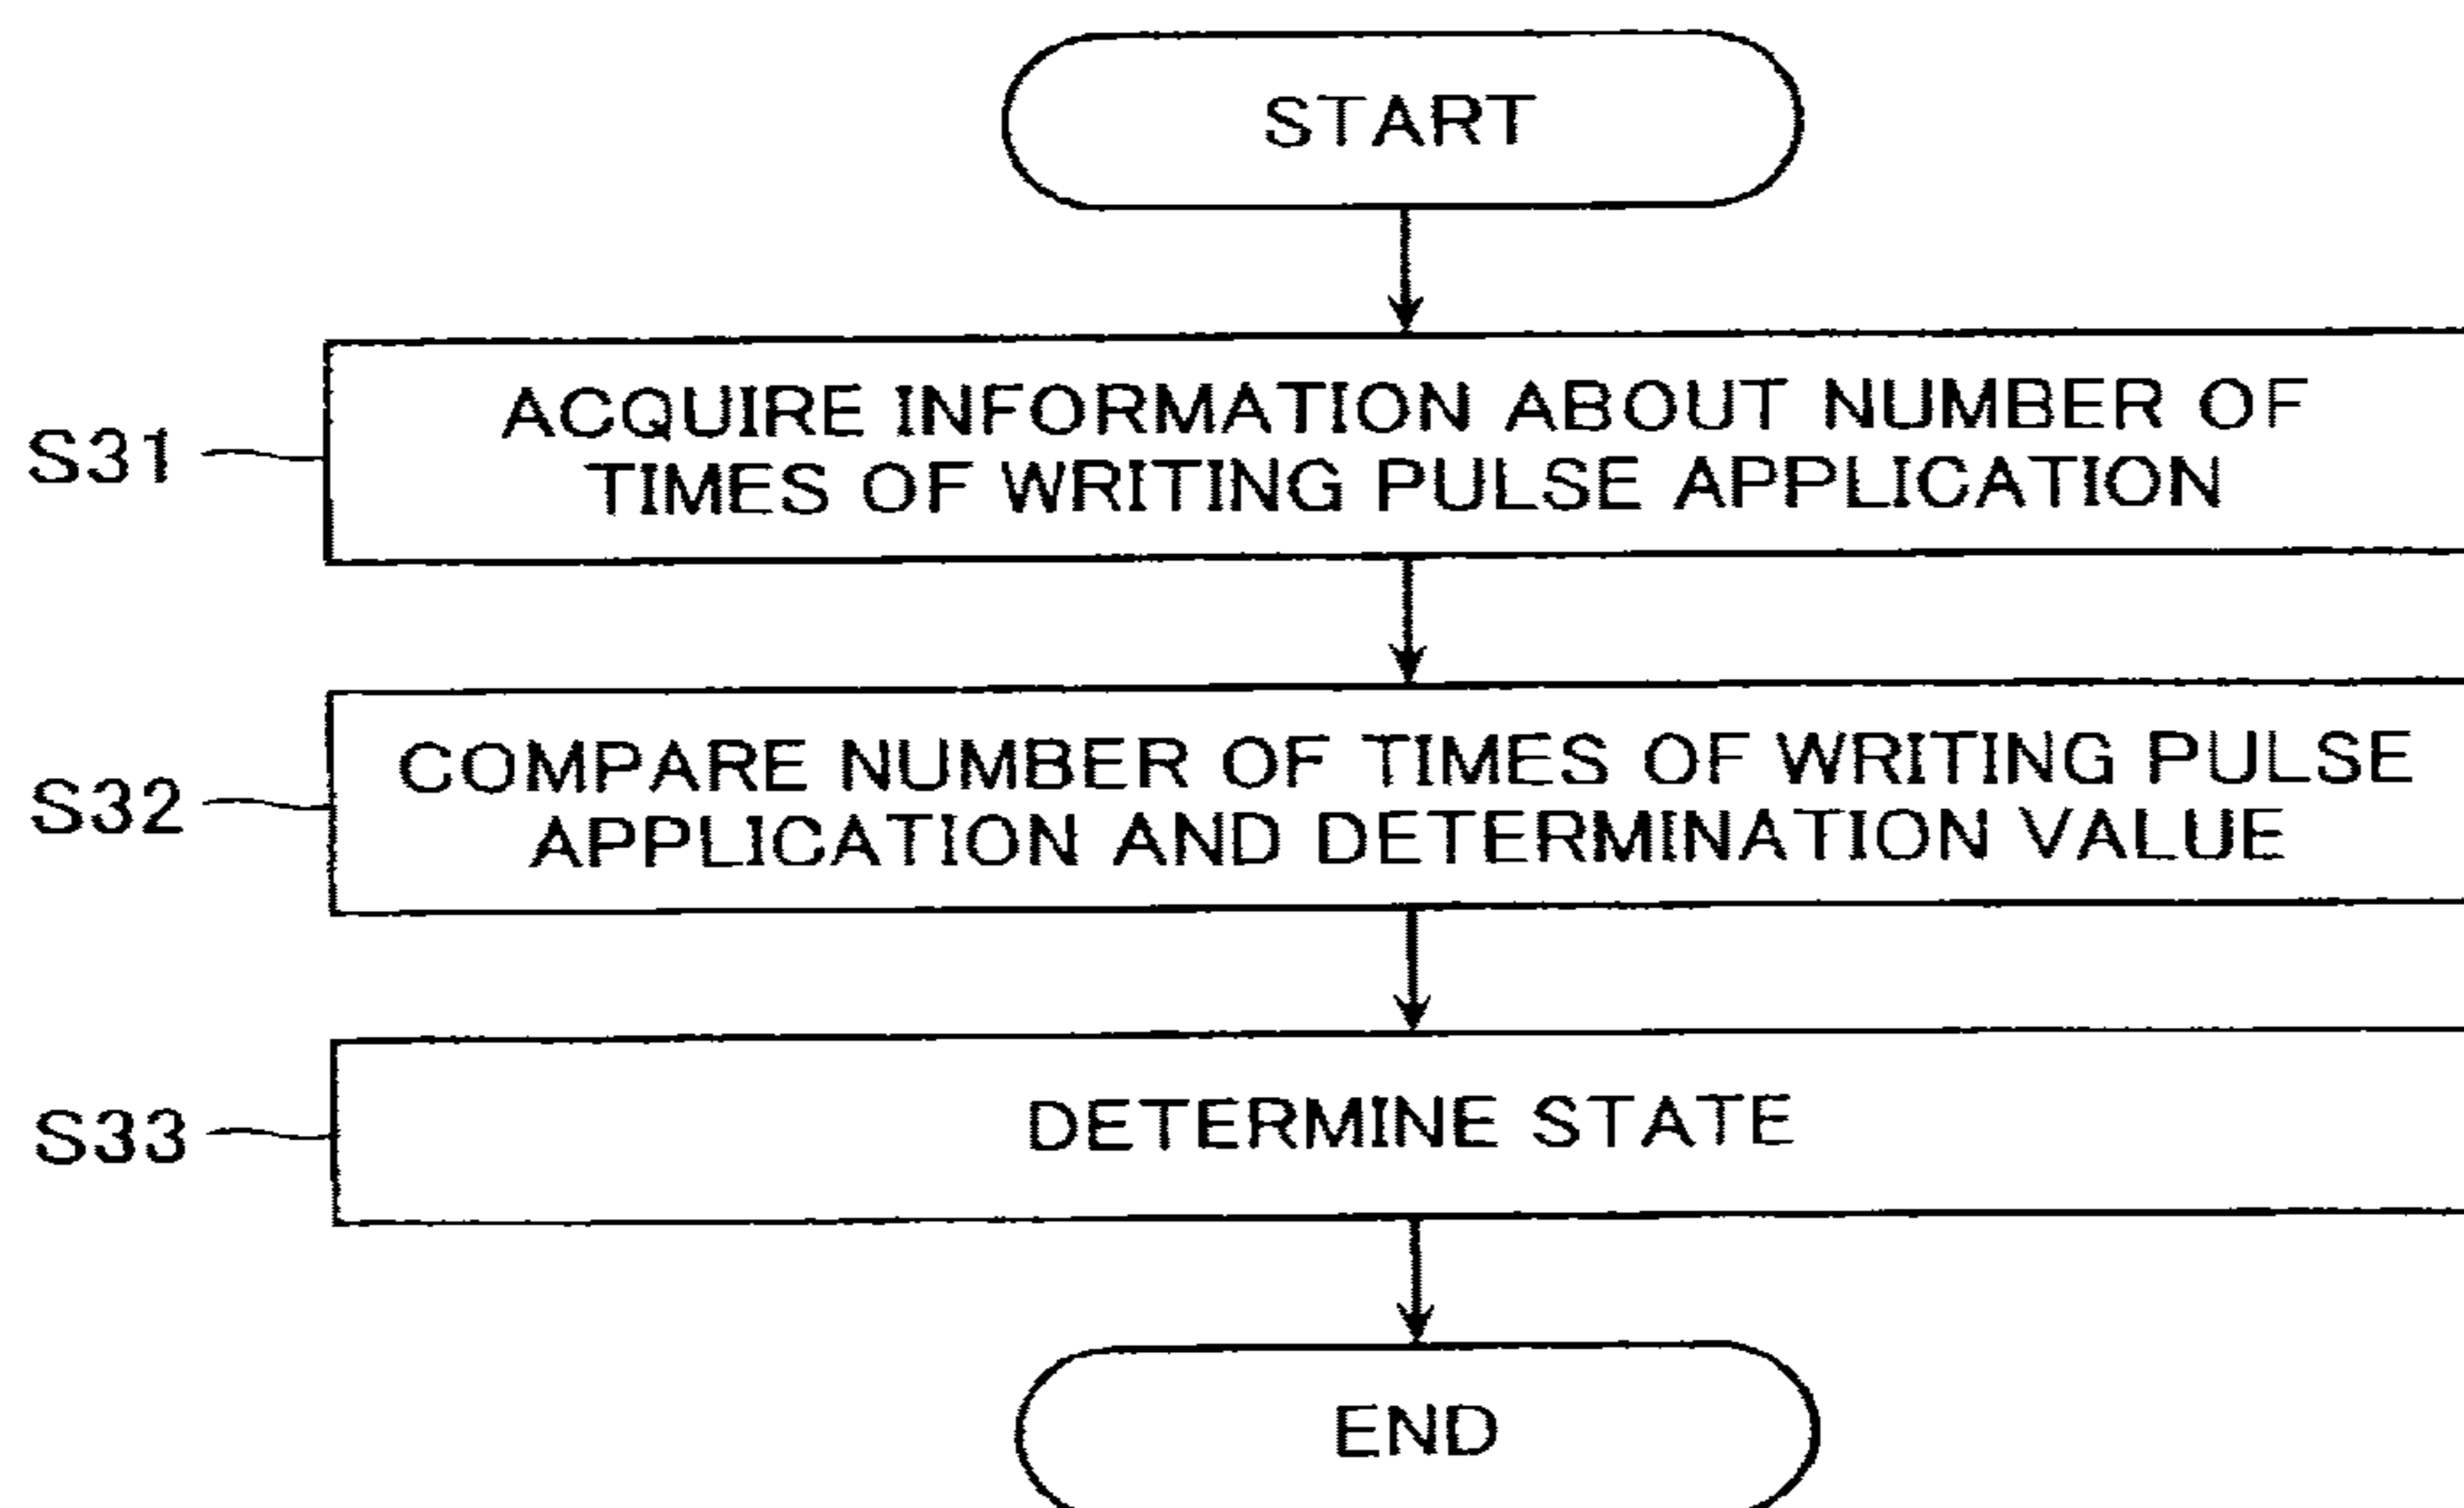 START
S31
ACQUIRE INFORMATION ABOUT NUMBER OF
TIMES OF WRITING PULSE APPLICATION
S32
COMPARE NUMBER OF TIMES OF WRITING PULSE
APPLICATION AND DETERMINATION VALUE
S33
DETERMINE STATE
END